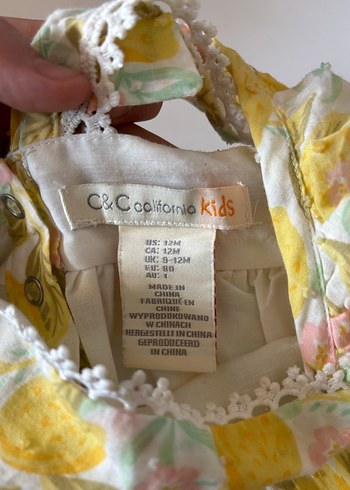 C&C california kids
US: 12M
CA: 12M
UK: 9-12M
EU: 80
AU: 1
MADE IN
CHINA
FABRIQUÉ EN
CHINE
WYPRODUKOWANO
W CHINACH
HERGESTELLT IN CHINA
GEPRODUCEERD
IN CHINA